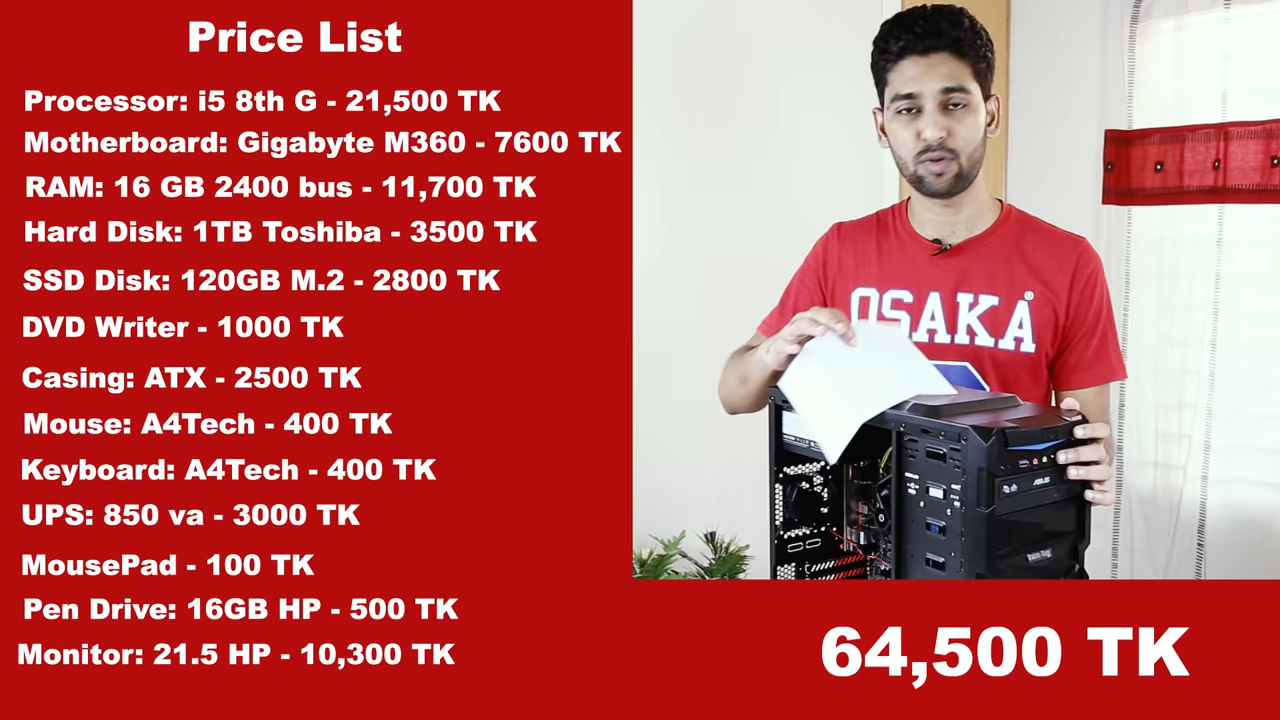 Price List
Processor: i5 8th G - 21,500 TK
Motherboard: Gigabyte M360 - 7600 TK
RAM: 16 GB 2400 bus - 11,700 TK
Hard Disk: 1TB Toshiba - 3500 TK
SSD Disk: 120GB M.2 - 2800 TK
DVD Writer - 1000 TK
Casing: ATX - 2500 TK
Mouse: A4Tech - 400 TK
Keyboard: A4Tech - 400 TK
UPS: 850 va - 3000 TK
MousePad - 100 TK
Pen Drive: 16GB HP - 500 TK
Monitor: 21.5 HP - 10,300 TK
OSAKA®
ASUS
64,500 TK